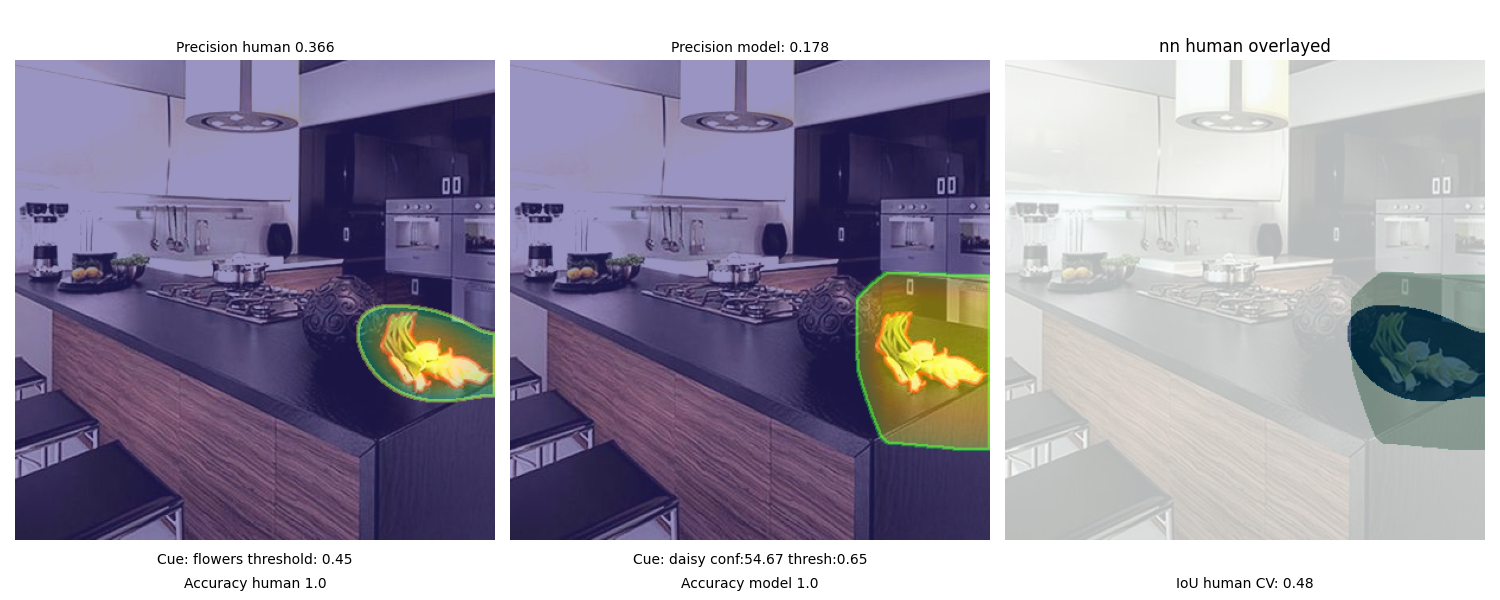 Precision human 0.366
Precision model: 0.178
nn human overlayed
Cue: flowers threshold: 0.45
Cue: daisy conf:54.67 thresh:0.65
Accuracy human 1.0
Accuracy model 1.0
IoU human CV: 0.48